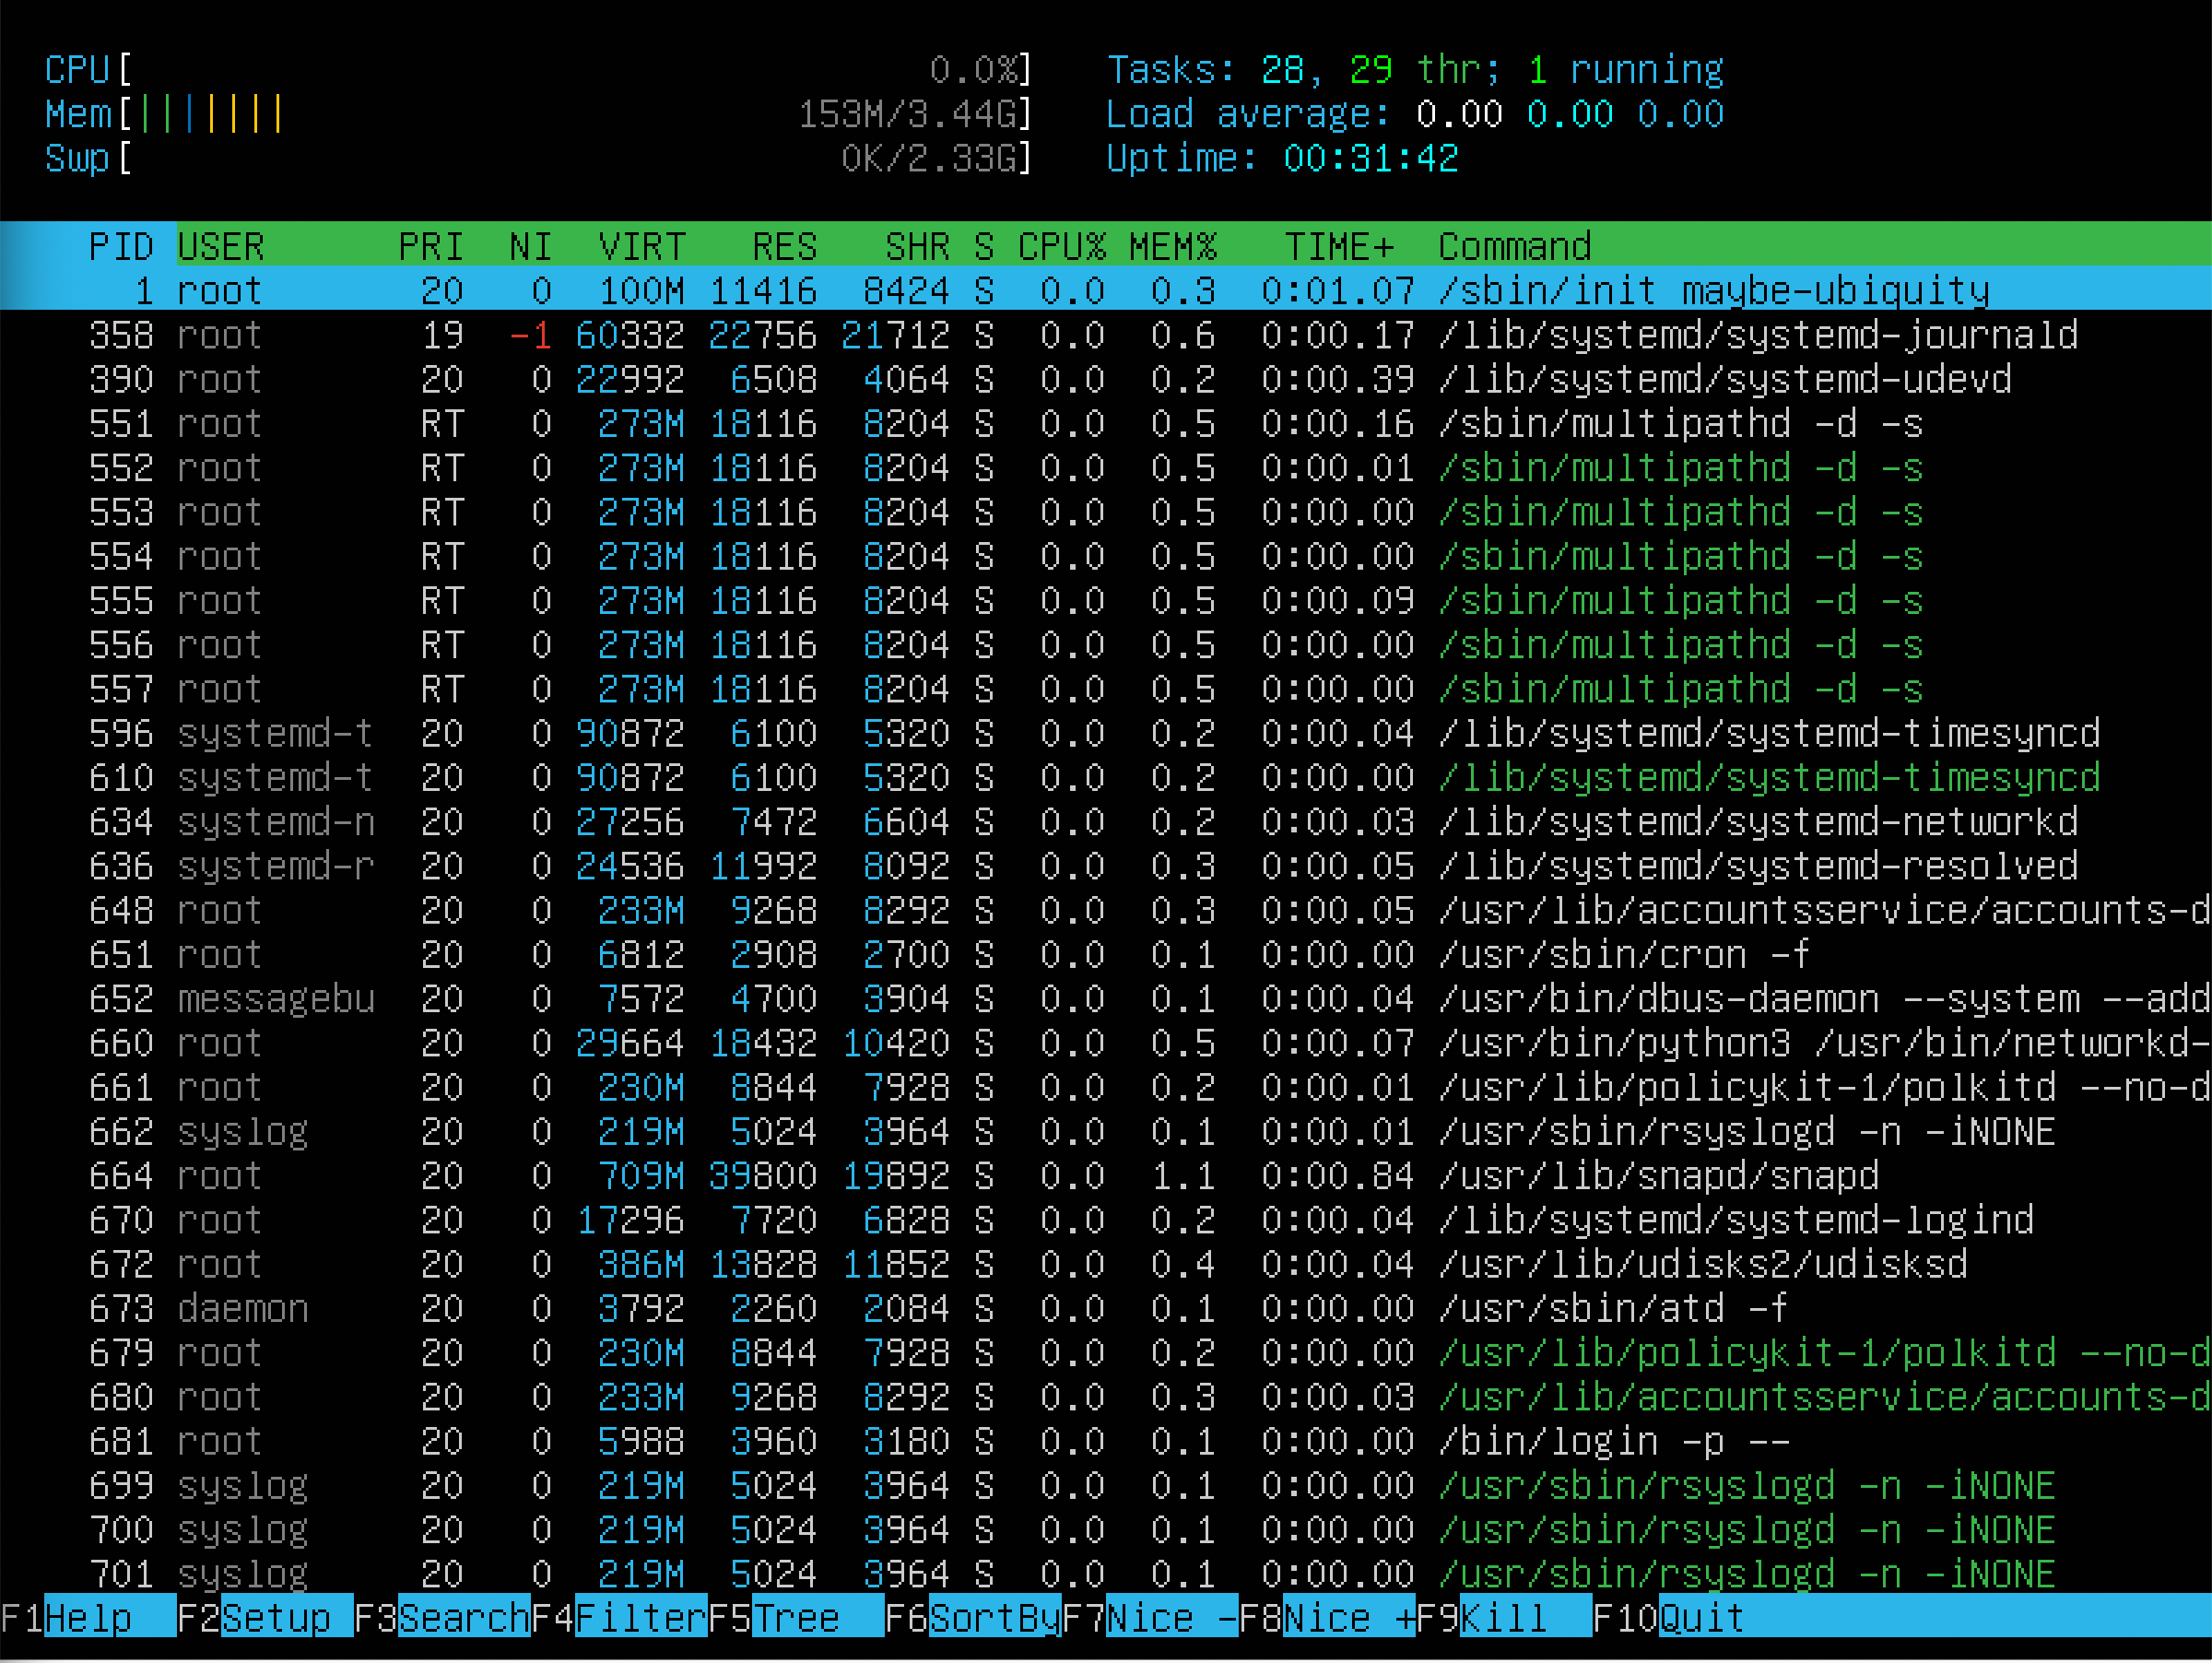 CPU[ 0.0%] Tasks: 28, 29 thr; 1 running
Mem[||||||| 153M/3.44G] Load average: 0.00 0.00 0.00
Swp[ 0K/2.33G] Uptime: 00:31:42
PID USER PRI NI VIRT RES SHR S CPU% MEM% TIME+ Command
1 root 20 0 100M 11416 8424 S 0.0 0.3 0:01.07 /sbin/init maybe-ubiquity
358 root 19 -1 60332 22756 21712 S 0.0 0.6 0:00.17 /lib/systemd/systemd-journald
390 root 20 0 22992 6508 4064 S 0.0 0.2 0:00.39 /lib/systemd/systemd-udevd
551 root RT 0 273M 18116 8204 S 0.0 0.5 0:00.16 /sbin/multipathd -d -s
552 root RT 0 273M 18116 8204 S 0.0 0.5 0:00.01 /sbin/multipathd -d -s
553 root RT 0 273M 18116 8204 S 0.0 0.5 0:00.00 /sbin/multipathd -d -s
554 root RT 0 273M 18116 8204 S 0.0 0.5 0:00.00 /sbin/multipathd -d -s
555 root RT 0 273M 18116 8204 S 0.0 0.5 0:00.09 /sbin/multipathd -d -s
556 root RT 0 273M 18116 8204 S 0.0 0.5 0:00.00 /sbin/multipathd -d -s
557 root RT 0 273M 18116 8204 S 0.0 0.5 0:00.00 /sbin/multipathd -d -s
596 systemd-t 20 0 90872 6100 5320 S 0.0 0.2 0:00.04 /lib/systemd/systemd-timesyncd
610 systemd-t 20 0 90872 6100 5320 S 0.0 0.2 0:00.00 /lib/systemd/systemd-timesyncd
634 systemd-n 20 0 27256 7472 6604 S 0.0 0.2 0:00.03 /lib/systemd/systemd-networkd
636 systemd-r 20 0 24536 11992 8092 S 0.0 0.3 0:00.05 /lib/systemd/systemd-resolved
648 root 20 0 233M 9268 8292 S 0.0 0.3 0:00.05 /usr/lib/accountsservice/accounts-d
651 root 20 0 6812 2908 2700 S 0.0 0.1 0:00.00 /usr/sbin/cron -f
652 messagebu 20 0 7572 4700 3904 S 0.0 0.1 0:00.04 /usr/bin/dbus-daemon --system --add
660 root 20 0 29664 18432 10420 S 0.0 0.5 0:00.07 /usr/bin/python3 /usr/bin/networkd-
661 root 20 0 230M 8844 7928 S 0.0 0.2 0:00.01 /usr/lib/policykit-1/polkitd --no-d
662 syslog 20 0 219M 5024 3964 S 0.0 0.1 0:00.01 /usr/sbin/rsyslogd -n -iNONE
664 root 20 0 709M 39800 19892 S 0.0 1.1 0:00.84 /usr/lib/snapd/snapd
670 root 20 0 17296 7720 6828 S 0.0 0.2 0:00.04 /lib/systemd/systemd-logind
672 root 20 0 386M 13828 11852 S 0.0 0.4 0:00.04 /usr/lib/udisks2/udisksd
673 daemon 20 0 3792 2260 2084 S 0.0 0.1 0:00.00 /usr/sbin/atd -f
679 root 20 0 230M 8844 7928 S 0.0 0.2 0:00.00 /usr/lib/policykit-1/polkitd --no-d
680 root 20 0 233M 9268 8292 S 0.0 0.3 0:00.03 /usr/lib/accountsservice/accounts-d
681 root 20 0 5988 3960 3180 S 0.0 0.1 0:00.00 /bin/login -p --
699 syslog 20 0 219M 5024 3964 S 0.0 0.1 0:00.00 /usr/sbin/rsyslogd -n -iNONE
700 syslog 20 0 219M 5024 3964 S 0.0 0.1 0:00.00 /usr/sbin/rsyslogd -n -iNONE
701 syslog 20 0 219M 5024 3964 S 0.0 0.1 0:00.00 /usr/sbin/rsyslogd -n -iNONE
F1Help F2Setup F3SearchF4FilterF5Tree F6SortByF7Nice -F8Nice +F9Kill F10Quit